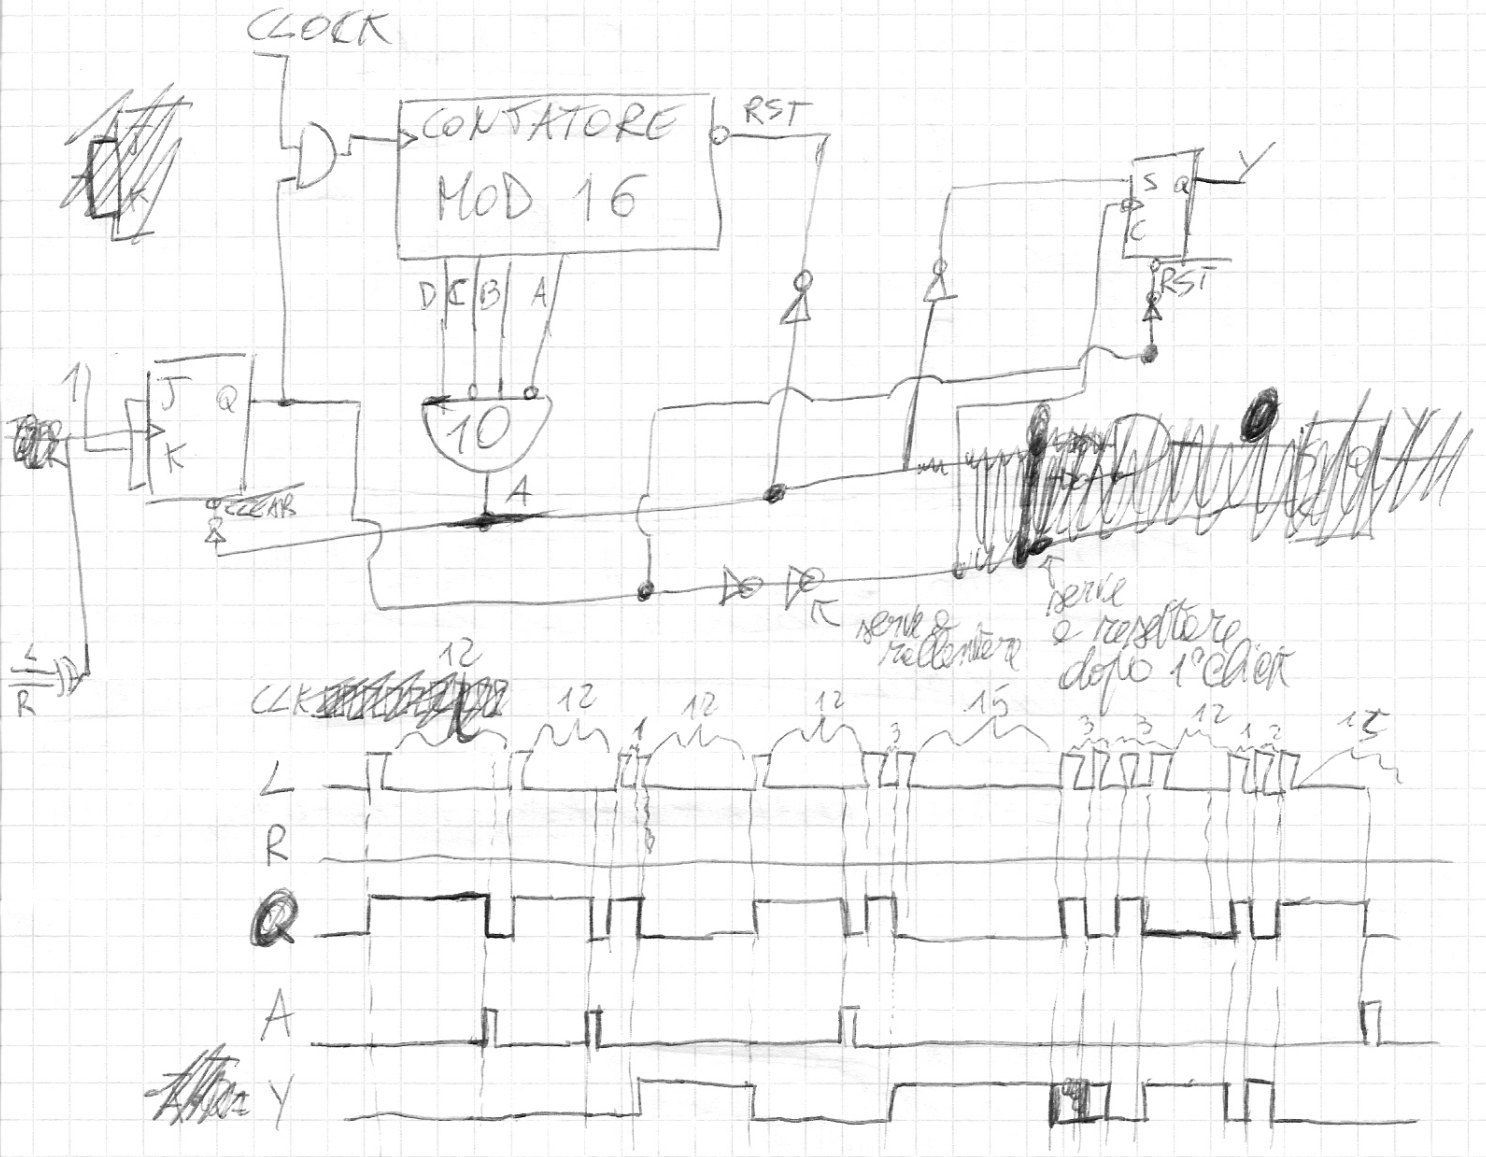 CLOCK
CONTATORE
MOD 16
RST
D C B A
S Q Y
C
RST
1
J Q
K
CLEAR
10
A
Y
serve a
rallentare
serve
a resettare
dopo 1° click
L
R
CLK 12 12 1 12 12 3 15 3 3 12 1 2 15
L
R
Q
A
Y